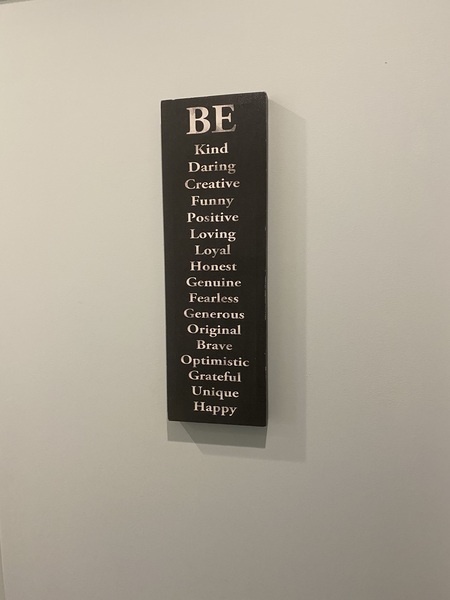 BE
Kind
Daring
Creative
Funny
Positive
Loving
Loyal
Honest
Genuine
Fearless
Generous
Original
Brave
Optimistic
Grateful
Unique
Happy